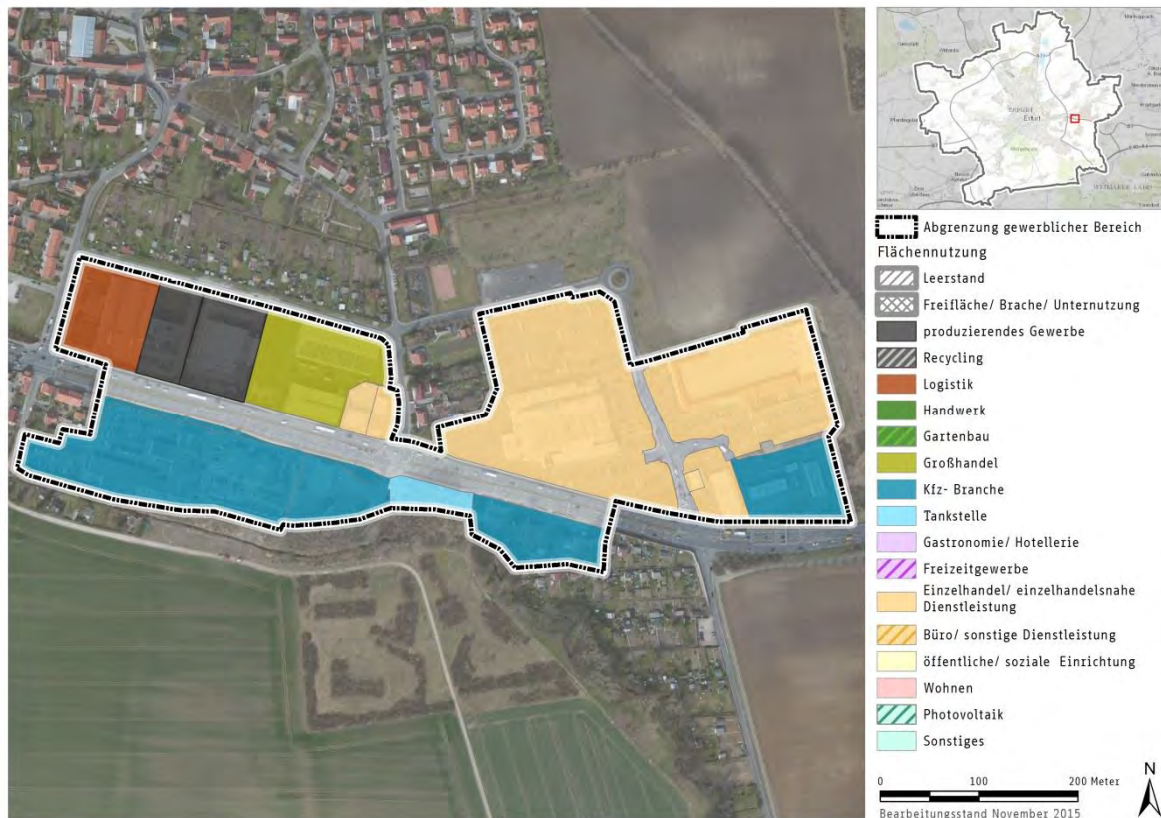 Erfurt
Abgrenzung gewerblicher Bereich
Flächennutzung
Leerstand
Freifläche/ Brache/ Unternutzung
produzierendes Gewerbe
Recycling
Logistik
Handwerk
Gartenbau
Großhandel
Kfz- Branche
Tankstelle
Gastronomie/ Hotellerie
Freizeitgewerbe
Einzelhandel/ einzelhandelsnahe
Dienstleistung
Büro/ sonstige Dienstleistung
öffentliche/ soziale Einrichtung
Wohnen
Photovoltaik
Sonstiges
0 100 200 Meter
N
Bearbeitungsstand November 2015